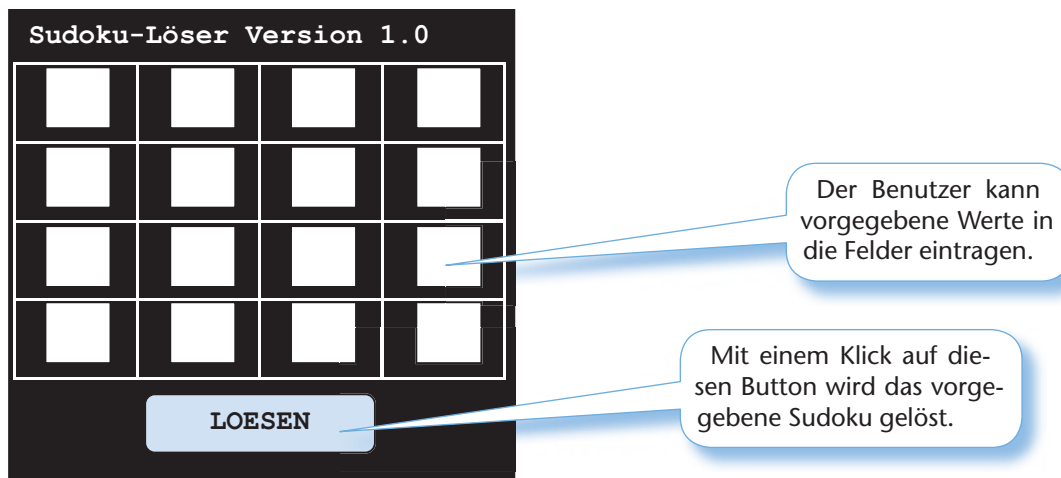 Sudoku-Löser Version 1.0
Der Benutzer kann
vorgegebene Werte in
die Felder eintragen.
Mit einem Klick auf die-
sen Button wird das vorge-
gebene Sudoku gelöst.
LOESEN